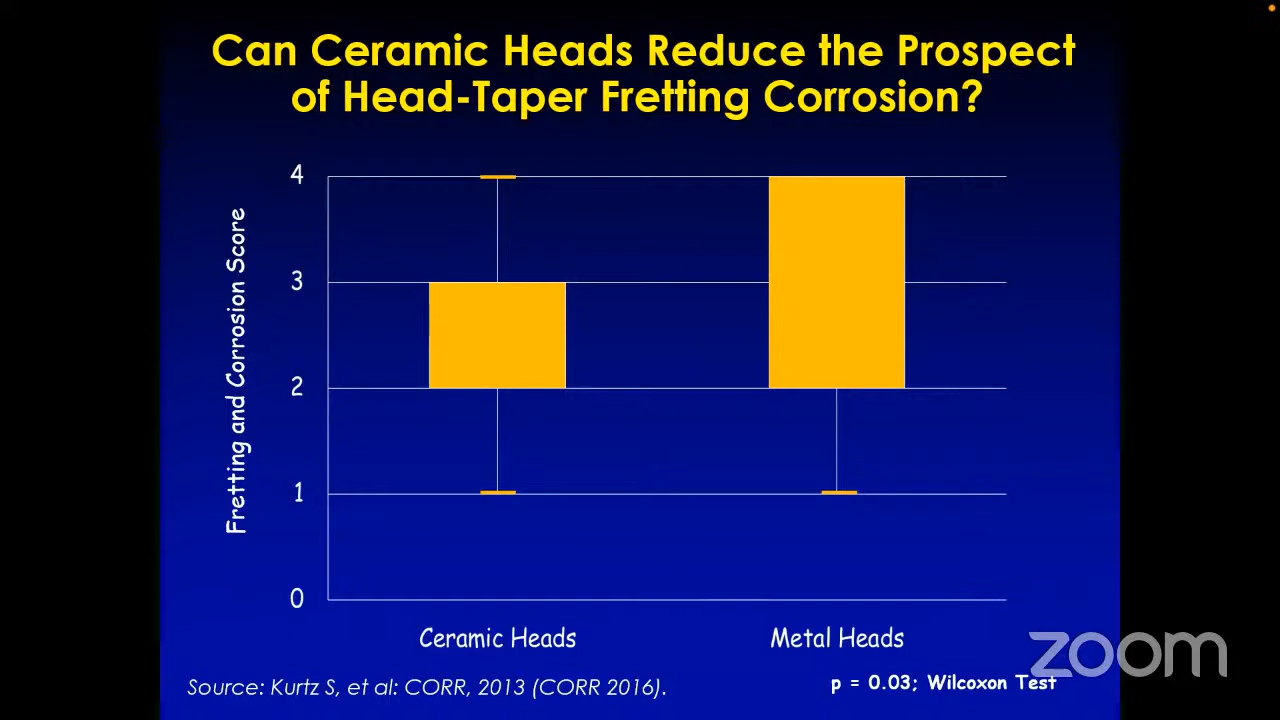 Can Ceramic Heads Reduce the Prospect
of Head-Taper Fretting Corrosion?
Fretting and Corrosion Score
4
3
2
1
0
Ceramic Heads
Metal Heads
Source: Kurtz S, et al: CORR, 2013 (CORR 2016).
p = 0.03; Wilcoxon Test
zoom